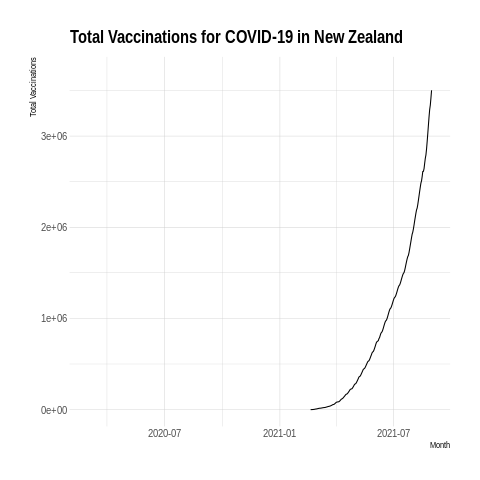 Total Vaccinations for COVID-19 in New Zealand
Total Vaccinations
3e+06
2e+06
1e+06
0e+00
2020-07 2021-01 2021-07
Month